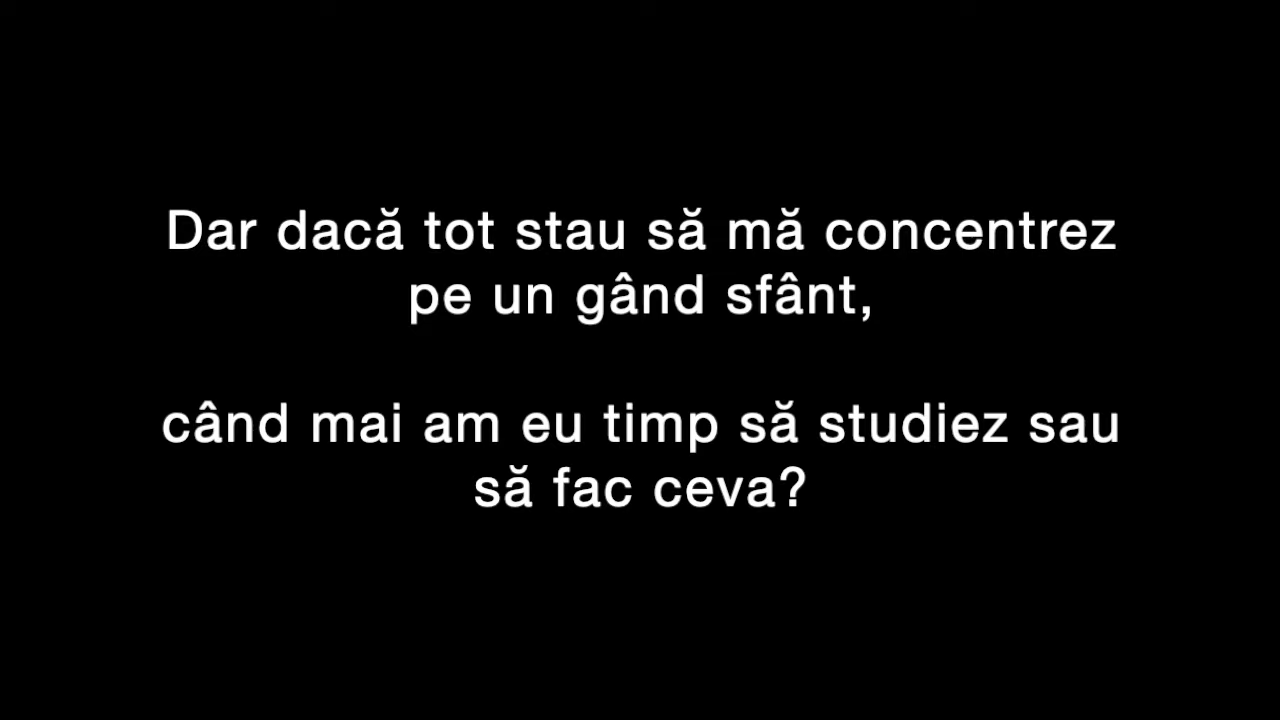 Dar dacă tot stau să mă concentrez
pe un gând sfânt,
când mai am eu timp să studiez sau
să fac ceva?